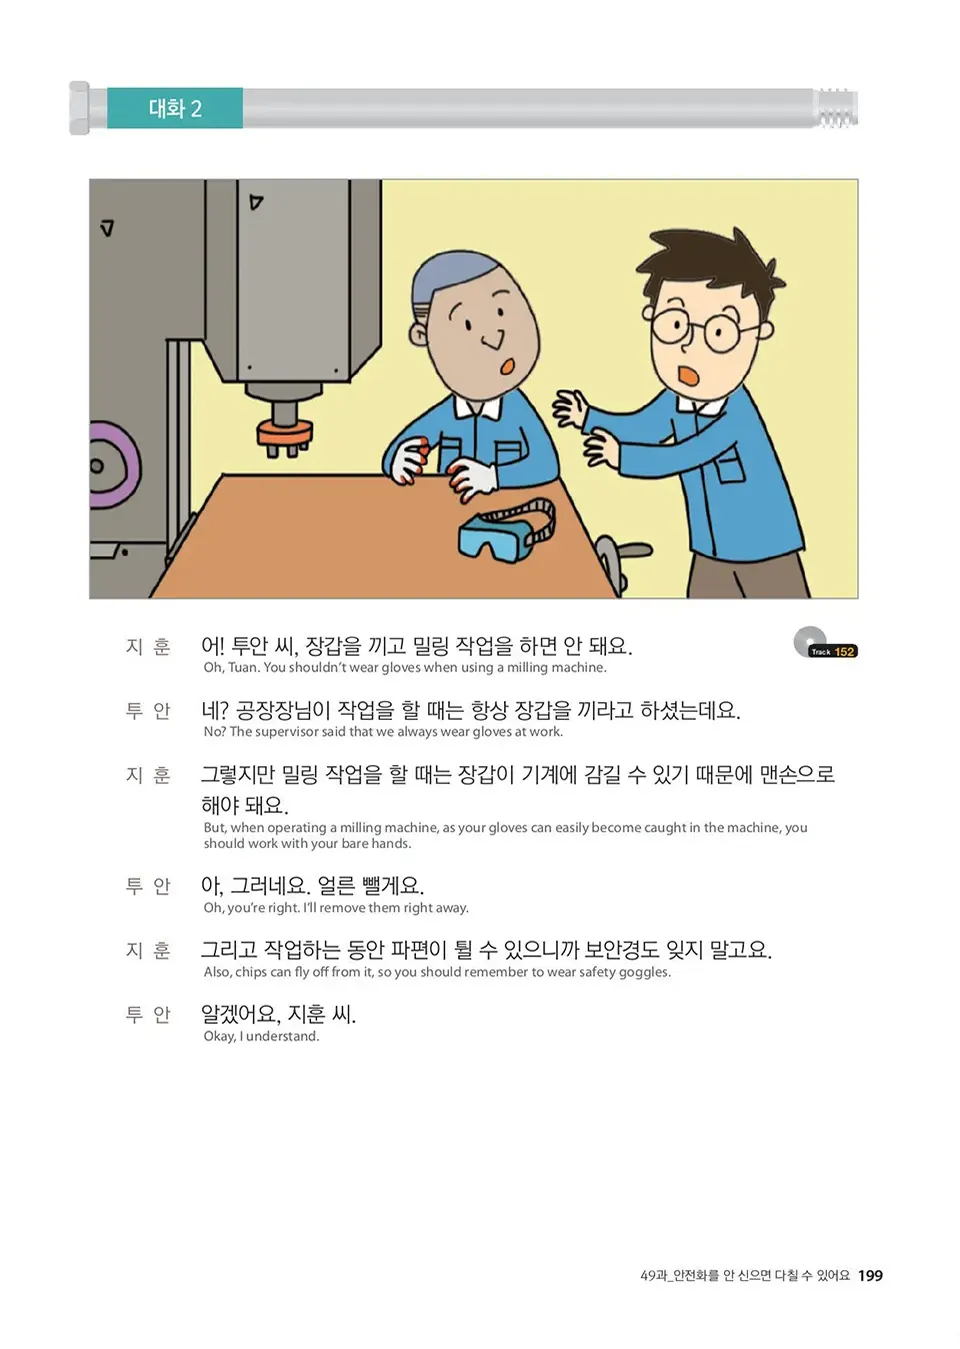 대화 2
지 훈 어! 투안 씨, 장갑을 끼고 밀링 작업을 하면 안 돼요.
Oh, Tuan. You shouldn't wear gloves when using a milling machine.
Track 152
투 안 네? 공장장님이 작업을 할 때는 항상 장갑을 끼라고 하셨는데요.
No? The supervisor said that we always wear gloves at work.
지 훈 그렇지만 밀링 작업을 할 때는 장갑이 기계에 감길 수 있기 때문에 맨손으로
해야 돼요.
But, when operating a milling machine, as your gloves can easily become caught in the machine, you
should work with your bare hands.
투 안 아, 그러네요. 얼른 뺄게요.
Oh, you're right. I'll remove them right away.
지 훈 그리고 작업하는 동안 파편이 튈 수 있으니까 보안경도 잊지 말고요.
Also, chips can fly off from it, so you should remember to wear safety goggles.
투 안 알겠어요, 지훈 씨.
Okay, I understand.
49과_안전화를 안 신으면 다칠 수 있어요 199